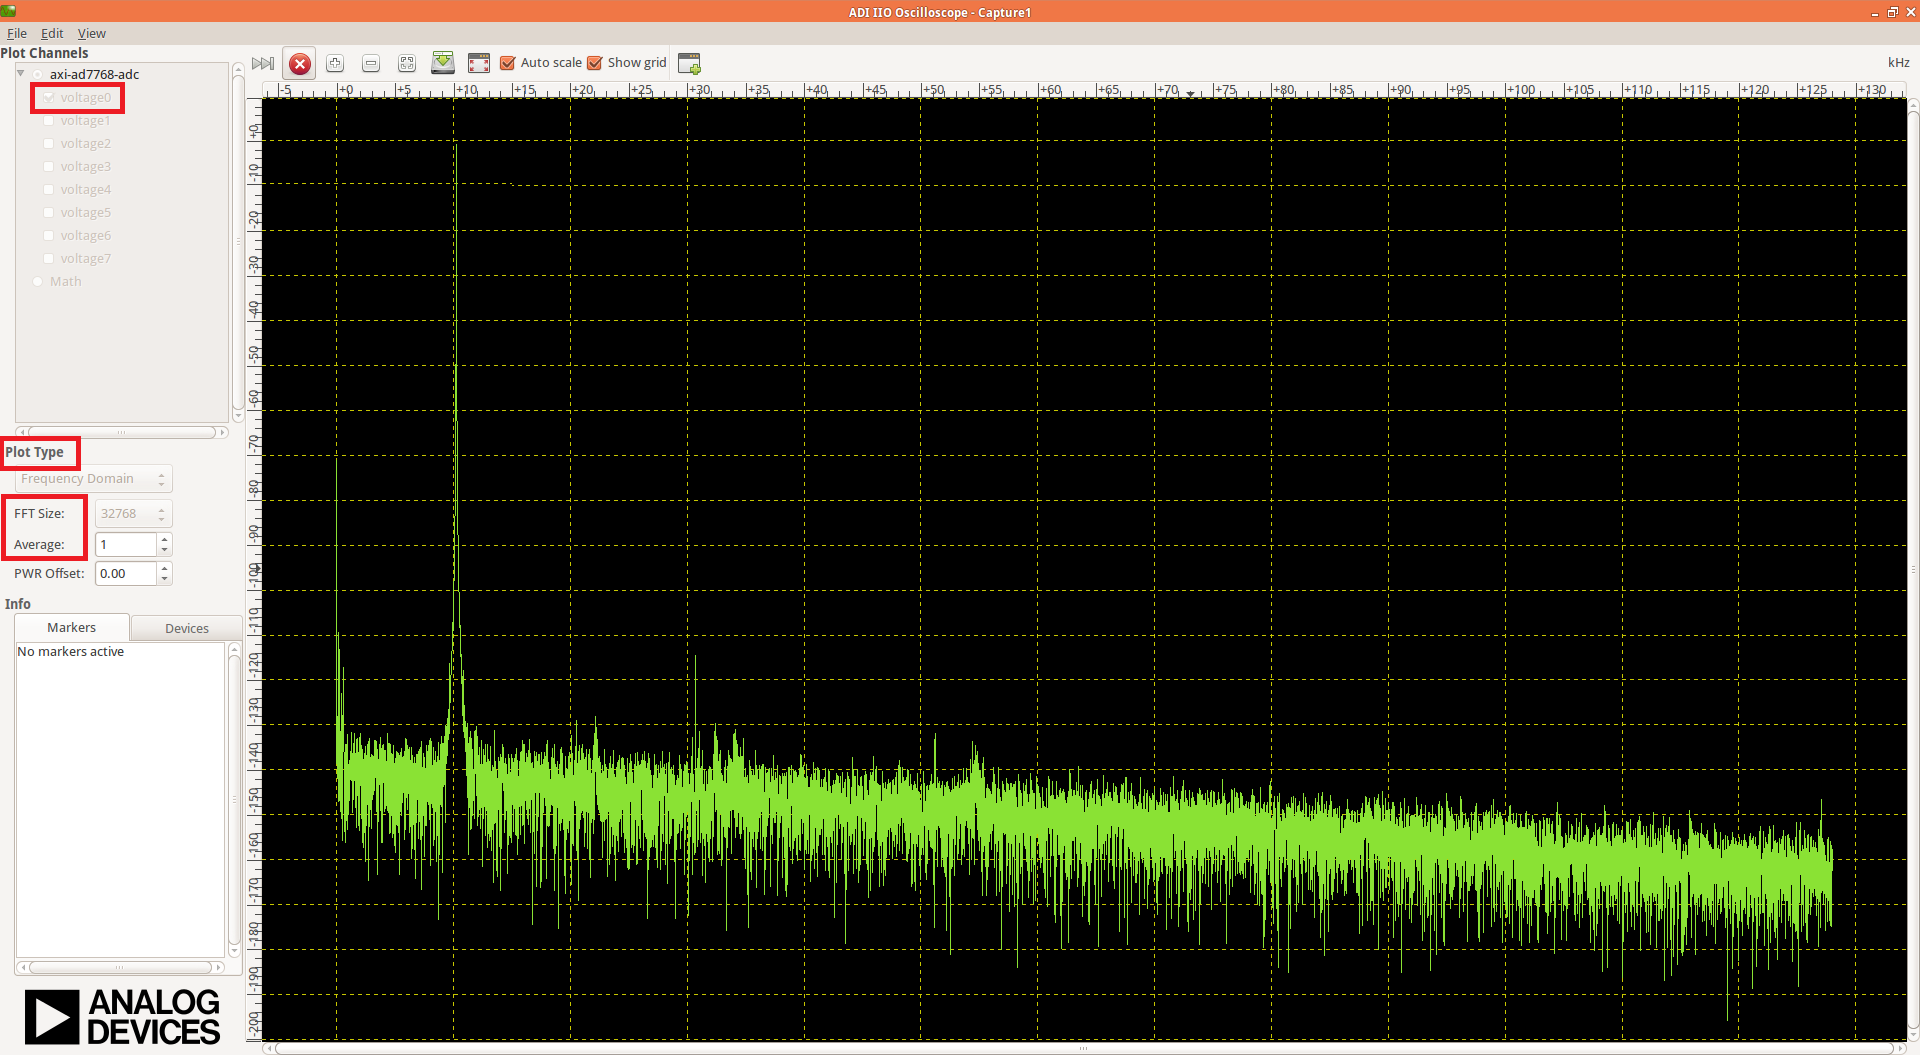 ADI IIO Oscilloscope - Capture1
File Edit View
Plot Channels
axi-ad7768-adc
voltage0
voltage1
voltage2
voltage3
voltage4
voltage5
voltage6
voltage7
Math
Auto scale Show grid
kHz
-5 +0 +5 +10 +15 +20 +25 +30 +35 +40 +45 +50 +55 +60 +65 +70 +75 +80 +85 +90 +95 +100 +105 +110 +115 +120 +125 +130
+0
-10
-20
-30
-40
-50
-60
-70
-80
-90
-100
-110
-120
-130
-140
-150
-160
-170
-180
-190
-200
Plot Type
Frequency Domain
FFT Size: 32768
Average: 1
PWR Offset: 0.00
Info
Markers Devices
No markers active
ANALOG
DEVICES